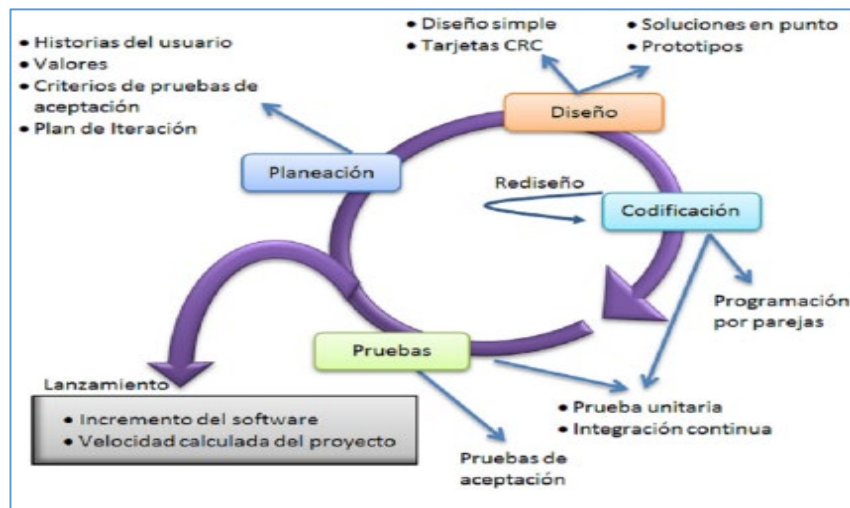 • Historias del usuario
• Valores
• Criterios de pruebas de
aceptación
• Plan de Iteración
• Diseño simple
• Tarjetas CRC
• Soluciones en punto
• Prototipos
Diseño
Planeación
Rediseño
Codificación
Programación
por parejas
Pruebas
Lanzamiento
• Incremento del software
• Velocidad calculada del proyecto
• Prueba unitaria
• Integración continua
Pruebas de
aceptación